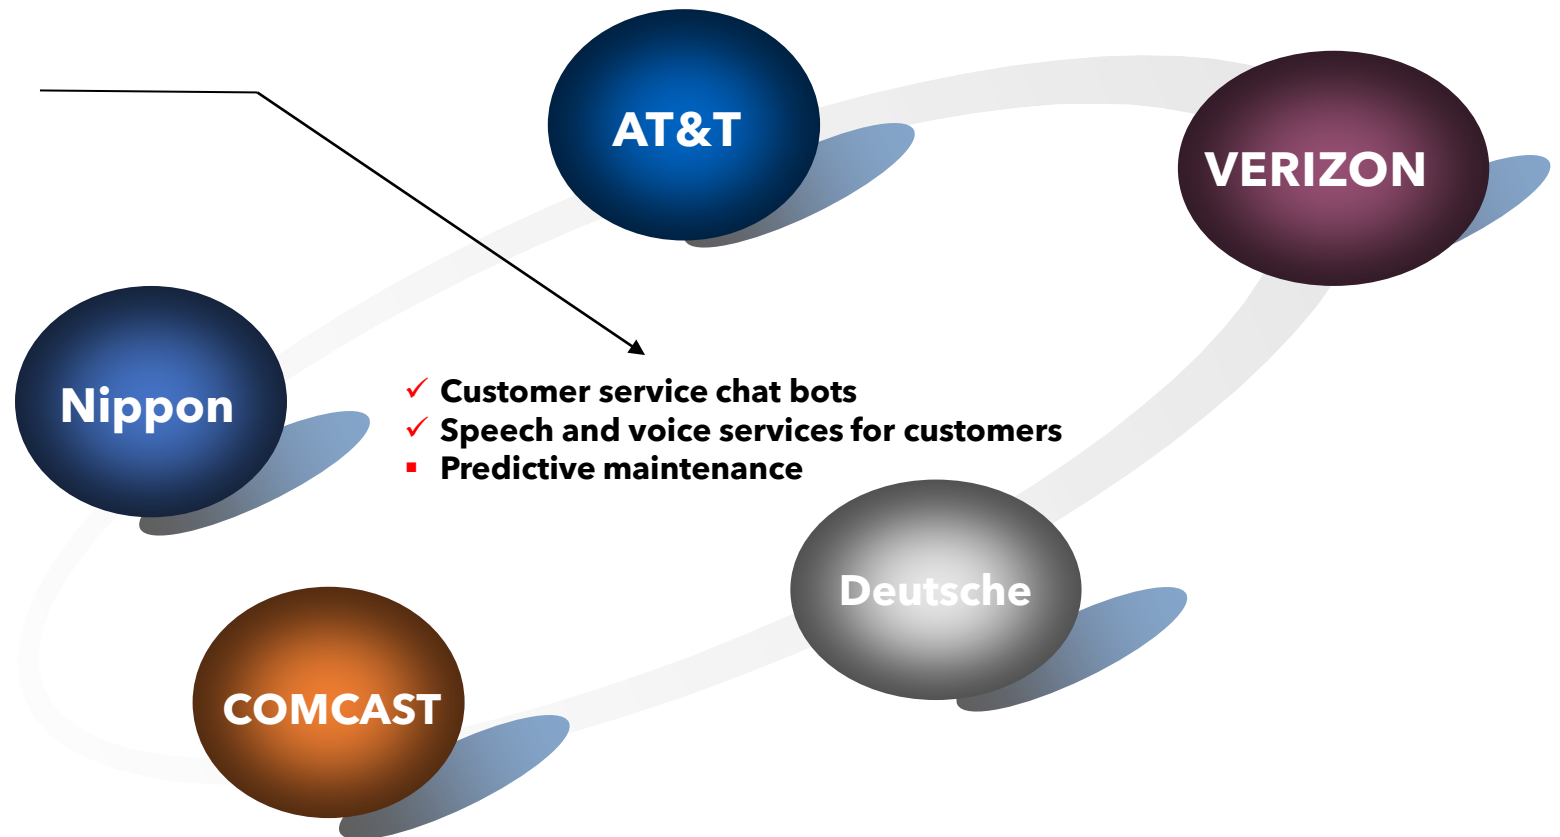 AT&T
VERIZON
Nippon
✓ Customer service chat bots
✓ Speech and voice services for customers
▪ Predictive maintenance
Deutsche
COMCAST